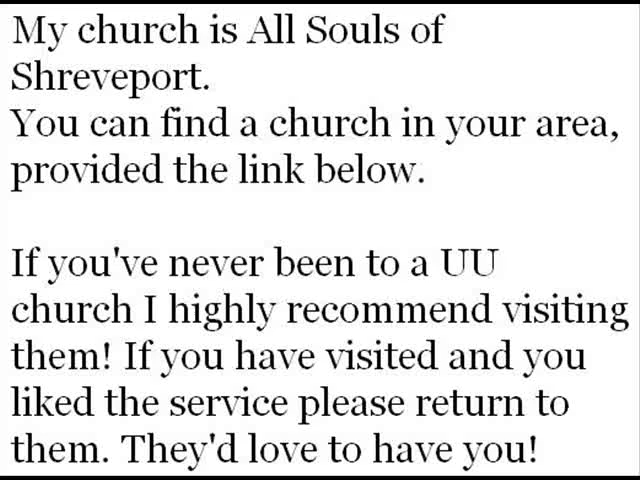 My church is All Souls of
Shreveport.
You can find a church in your area,
provided the link below.
If you've never been to a UU
church I highly recommend visiting
them! If you have visited and you
liked the service please return to
them. They'd love to have you!